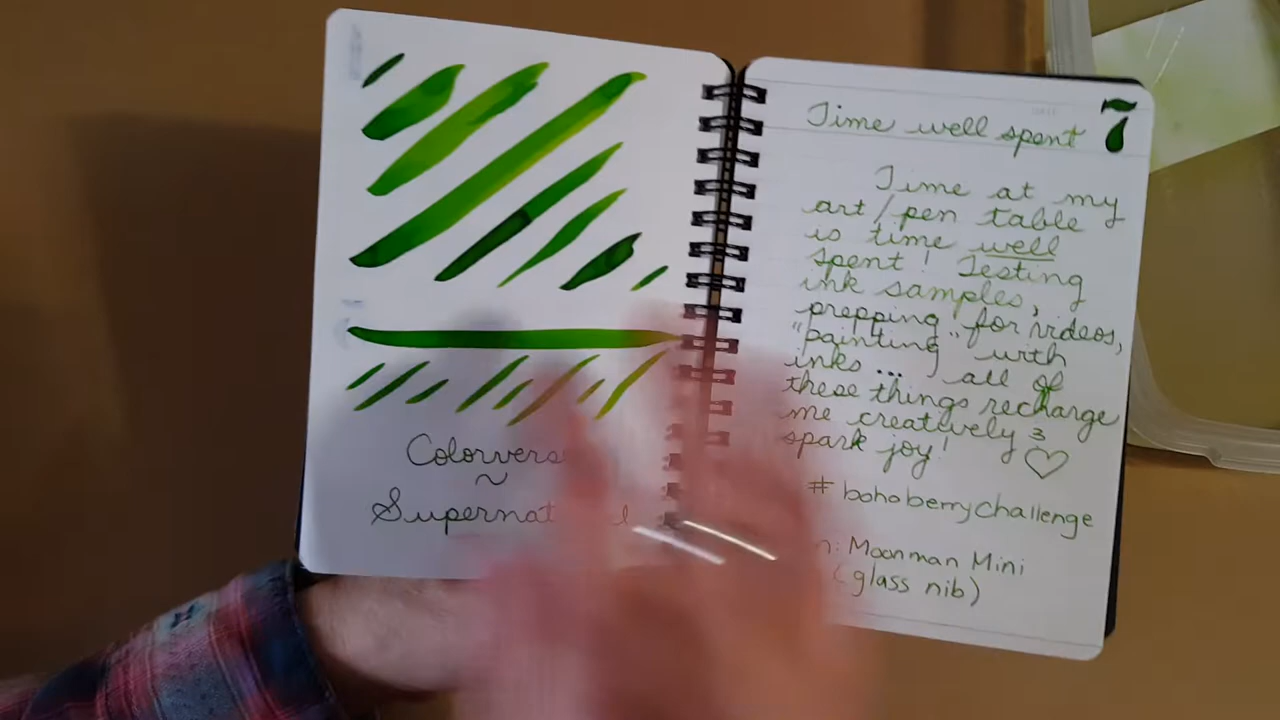 Colorverse
~
Supernat l
Time well spent
7
Time at my
art/pen table
is time well
spent! Testing
ink samples,
prepping for videos,
"painting" with
inks... all of
these things recharge
me creatively &
spark joy! ♡
#bohoberrychallenge
n: Moonman Mini
(glass nib)